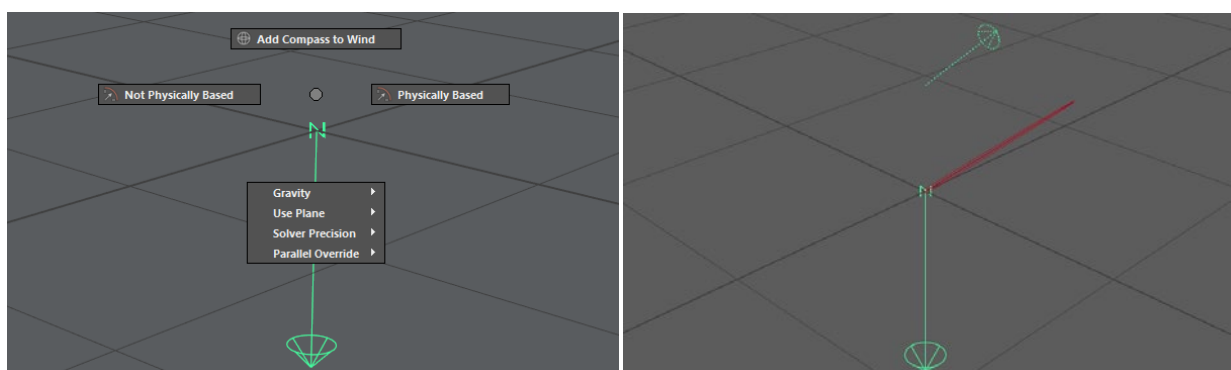 Add Compass to Wind
Not Physically Based
Physically Based
N
Gravity
Use Plane
Solver Precision
Parallel Override
N